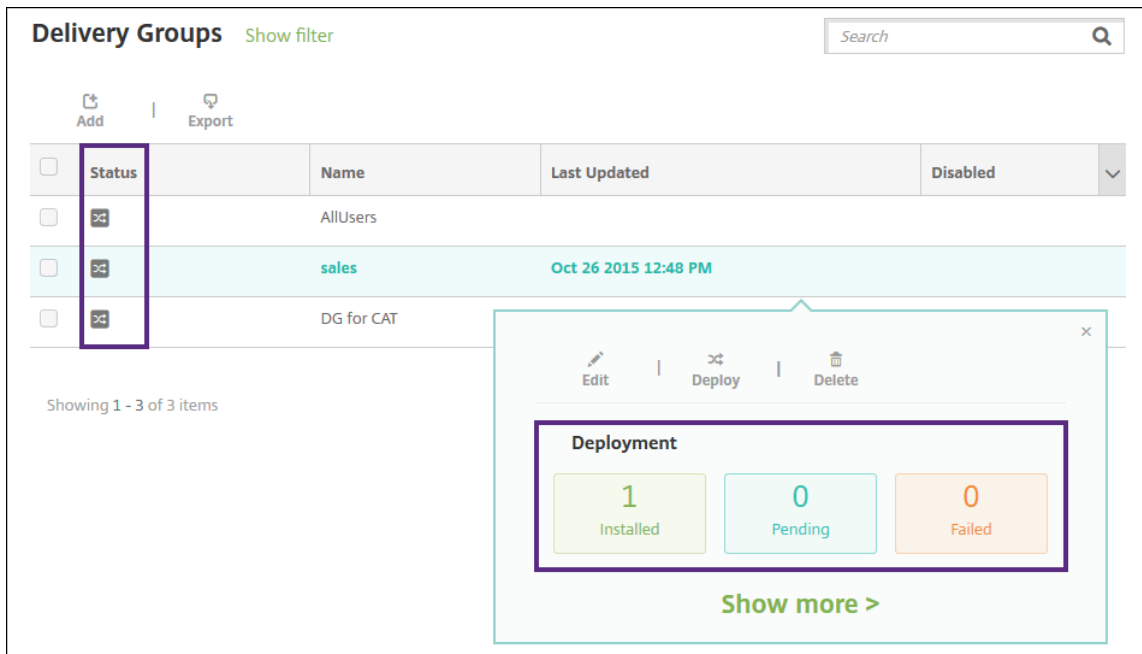 Delivery Groups Show filter Search
Add | Export
Status Name Last Updated Disabled
AllUsers
sales Oct 26 2015 12:48 PM
DG for CAT
×
Edit | Deploy | Delete
Showing 1 - 3 of 3 items
Deployment
1 0 0
Installed Pending Failed
Show more >